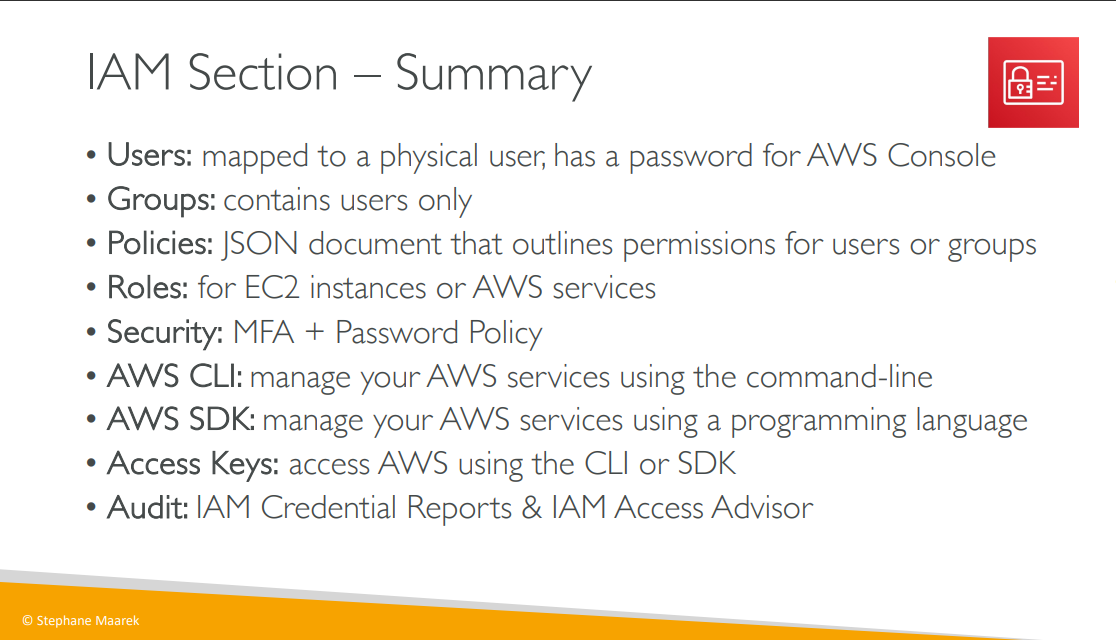 IAM Section – Summary
• Users: mapped to a physical user, has a password for AWS Console
• Groups: contains users only
• Policies: JSON document that outlines permissions for users or groups
• Roles: for EC2 instances or AWS services
• Security: MFA + Password Policy
• AWS CLI: manage your AWS services using the command-line
• AWS SDK: manage your AWS services using a programming language
• Access Keys: access AWS using the CLI or SDK
• Audit: IAM Credential Reports & IAM Access Advisor
© Stephane Maarek